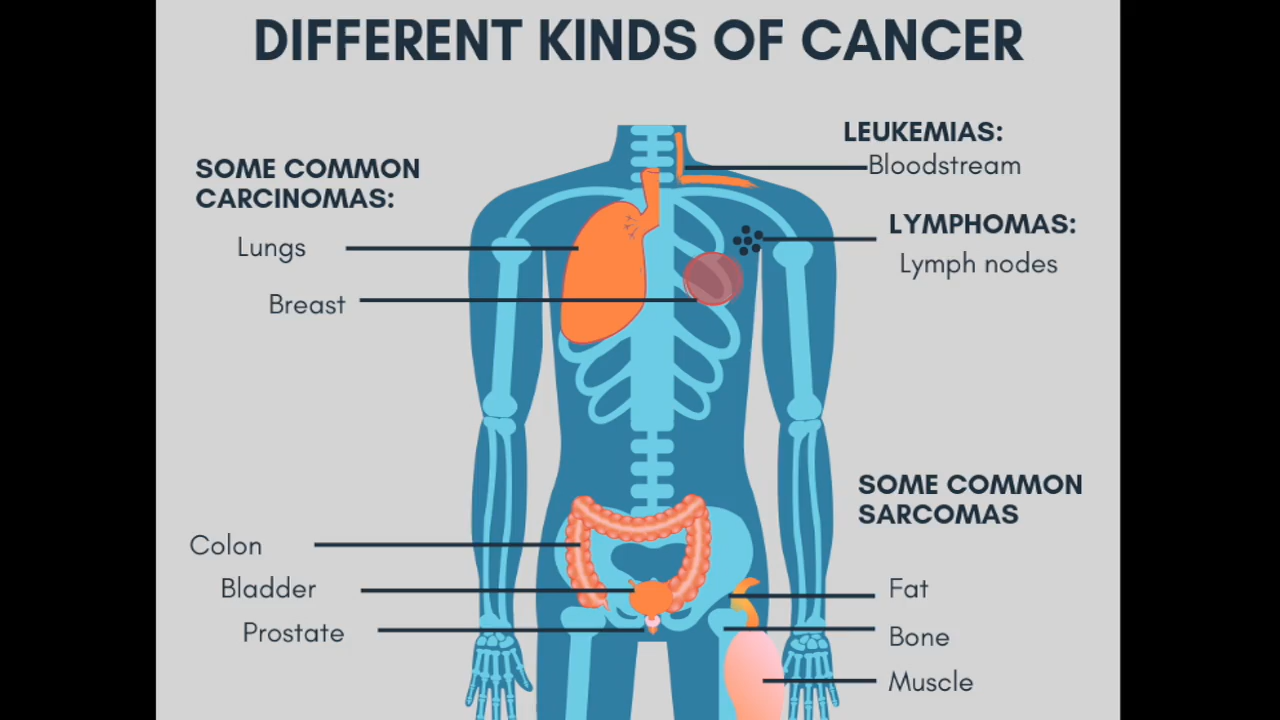 DIFFERENT KINDS OF CANCER
SOME COMMON
CARCINOMAS:
Lungs
Breast
Colon
Bladder
Prostate
LEUKEMIAS:
Bloodstream
LYMPHOMAS:
Lymph nodes
SOME COMMON
SARCOMAS
Fat
Bone
Muscle